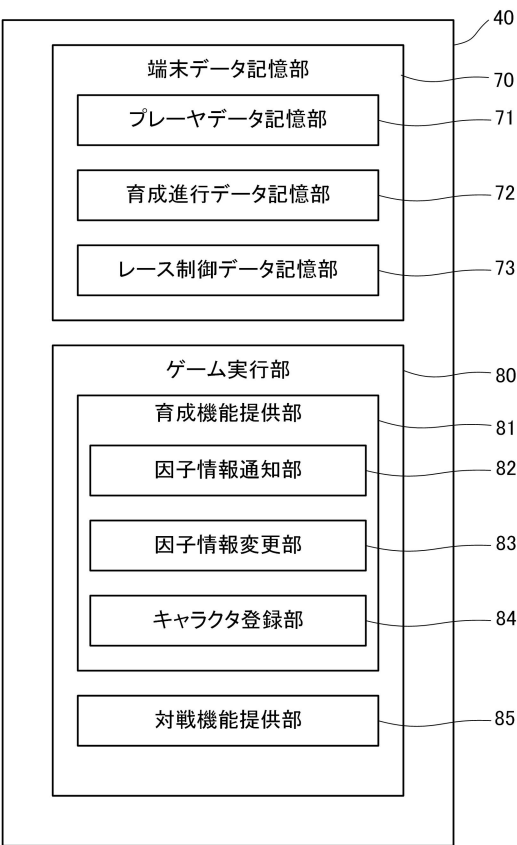 40
端末データ記憶部
70
プレーヤデータ記憶部
71
育成進行データ記憶部
72
レース制御データ記憶部
73
ゲーム実行部
80
育成機能提供部
81
因子情報通知部
82
因子情報変更部
83
キャラクタ登録部
84
対戦機能提供部
85